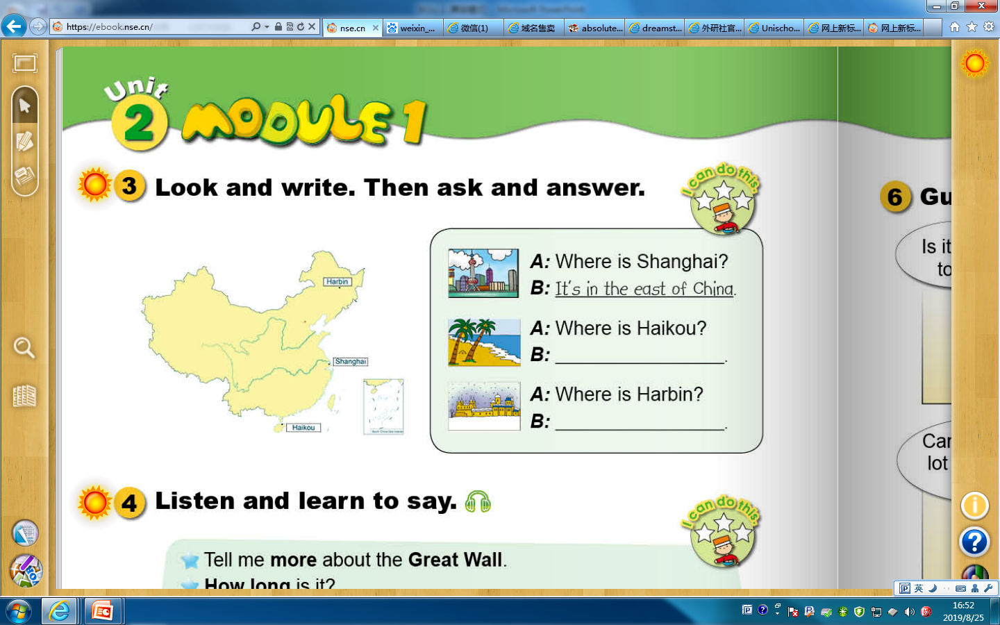 https://ebook.nse.cn/
nse.cn
weixin_...
微信(1)
域名售卖
absolute...
dreamst...
外研社官...
Unischo...
网上新标...
网上新标...
Unit
2 MODULE 1
3 Look and write. Then ask and answer.
I can do this.
Harbin
Shanghai
Haikou
A: Where is Shanghai?
B: It's in the east of China.
A: Where is Haikou?
B: ________________.
A: Where is Harbin?
B: ________________.
4 Listen and learn to say.
I can do this.
Tell me more about the Great Wall.
How long is it?
6 Gu
Is it
to
Car
lot
英
16:52
2019/8/25